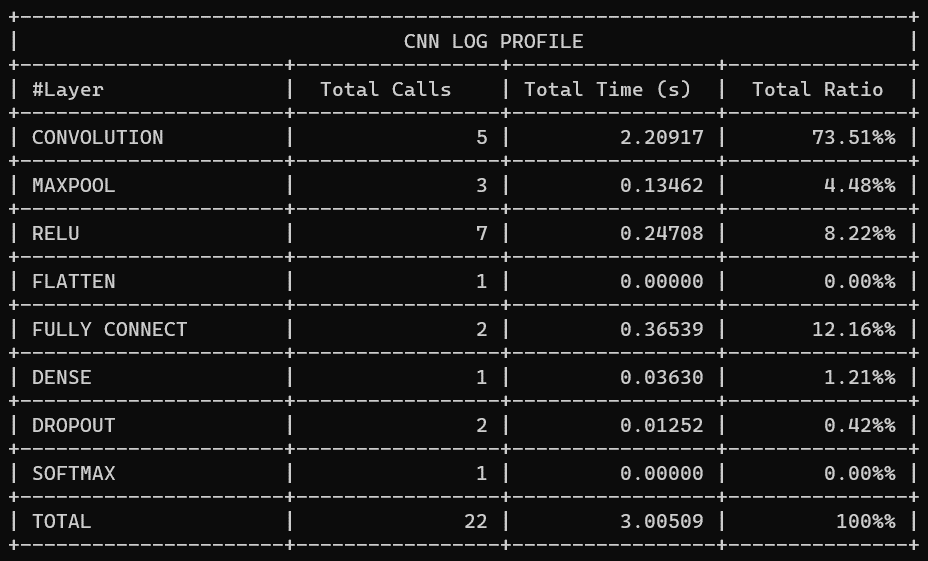 CNN LOG PROFILE
#Layer Total Calls Total Time (s) Total Ratio
CONVOLUTION 5 2.20917 73.51%%
MAXPOOL 3 0.13462 4.48%%
RELU 7 0.24708 8.22%%
FLATTEN 1 0.00000 0.00%%
FULLY CONNECT 2 0.36539 12.16%%
DENSE 1 0.03630 1.21%%
DROPOUT 2 0.01252 0.42%%
SOFTMAX 1 0.00000 0.00%%
TOTAL 22 3.00509 100%%